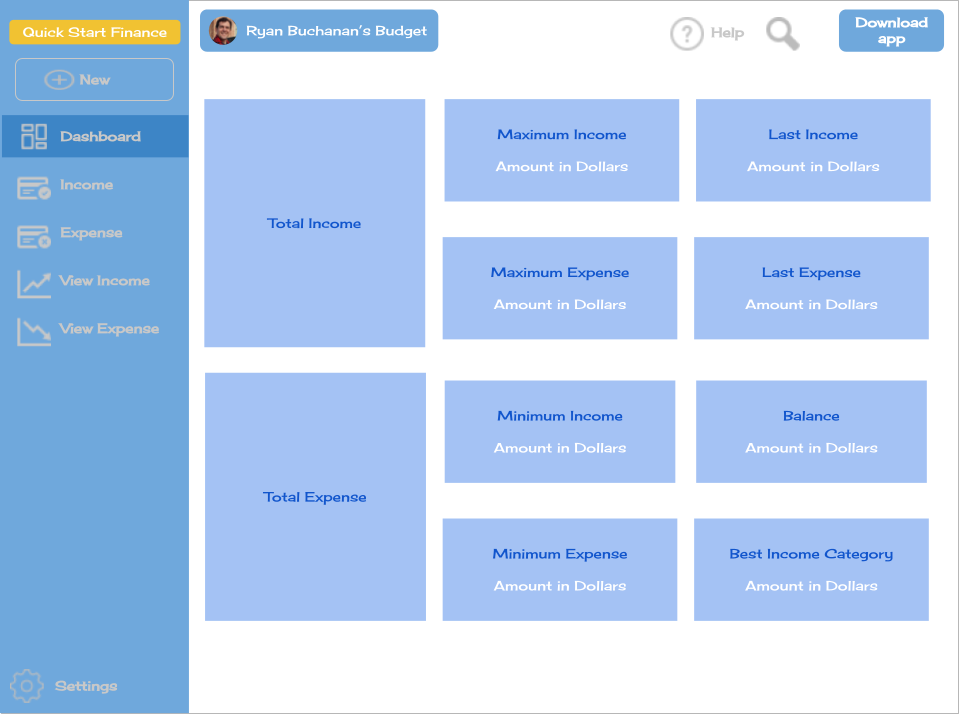 Quick Start Finance
New
Dashboard
Income
Expense
View Income
View Expense
Settings
Ryan Buchanan's Budget
? Help
Download
app
Total Income
Maximum Income
Amount in Dollars
Last Income
Amount in Dollars
Maximum Expense
Amount in Dollars
Last Expense
Amount in Dollars
Total Expense
Minimum Income
Amount in Dollars
Balance
Amount in Dollars
Minimum Expense
Amount in Dollars
Best Income Category
Amount in Dollars